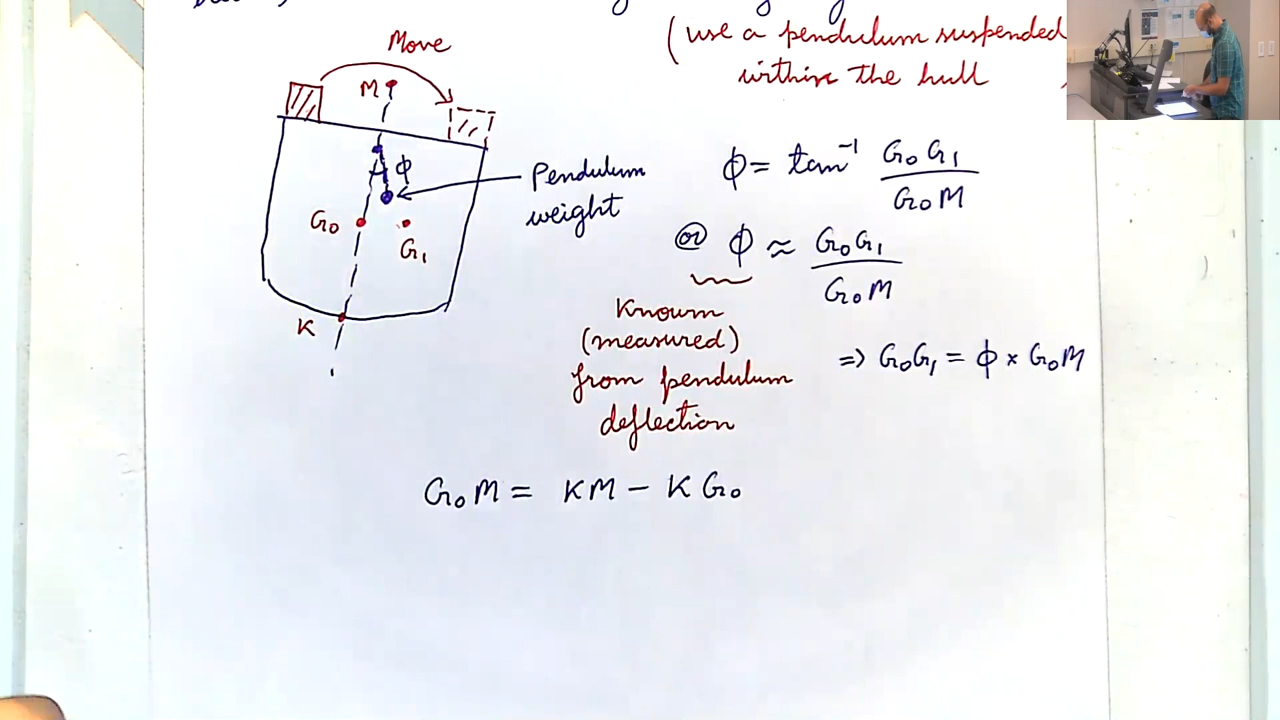 Move
(use a pendulum suspended
within the hull
M
ϕ
Pendulum
weight
G₀
G₁
K
ϕ = tan⁻¹ G₀G₁ / G₀M
or ϕ ≈ G₀G₁ / G₀M
Known
(measured)
from pendulum
deflection
⇒ G₀G₁ = ϕ × G₀M
G₀M = KM − KG₀